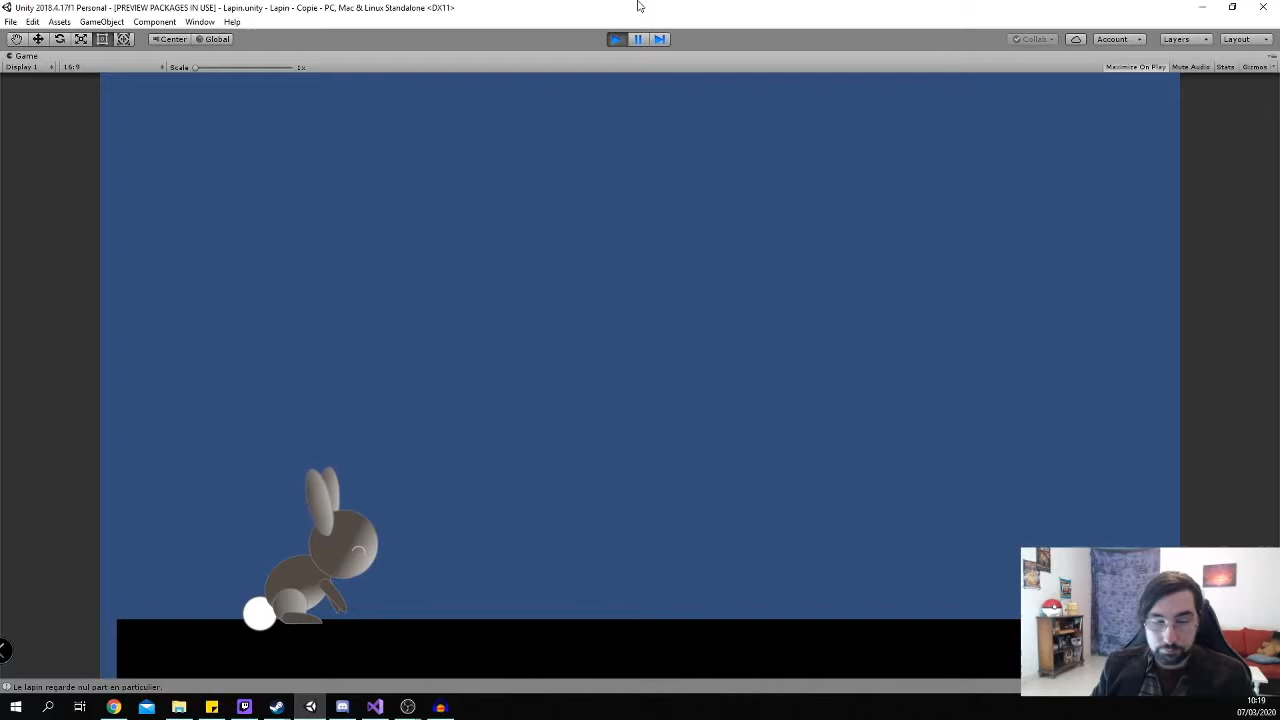 Unity 2018.4.17f1 Personal - [PREVIEW PACKAGES IN USE] - Lapin.unity - Lapin - Copie - PC, Mac & Linux Standalone <DX11>
File Edit Assets GameObject Component Window Help
Center Global Collab Account Layers Layout
Game
Display 1 16:9 Scale 1x Maximize On Play Mute Audio Stats Gizmos
Le lapin regarde nul part en particulier.
10:19
07/03/2020